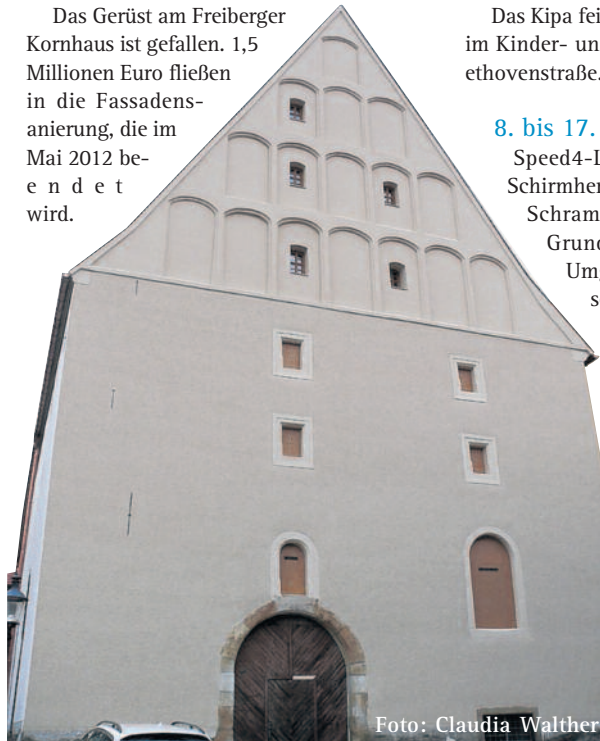 Das Gerüst am Freiberger
Kornhaus ist gefallen. 1,5
Millionen Euro fließen
in die Fassadens-
anierung, die im
Mai 2012 be-
endet
wird.
Das Kipa fei
im Kinder- un
ethovenstraße.
8. bis 17.
Speed4-L
Schirmher
Schram
Grund
Umg
s
Foto: Claudia Walther